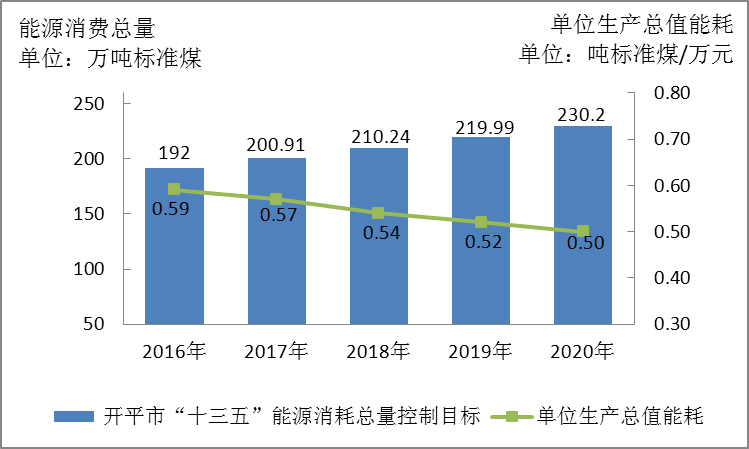 能源消费总量
单位：万吨标准煤
单位生产总值能耗
单位：吨标准煤/万元
250
200
150
100
50
0.80
0.70
0.60
0.50
0.40
0.30
192
200.91
210.24
219.99
230.2
0.59
0.57
0.54
0.52
0.50
2016年
2017年
2018年
2019年
2020年
开平市“十三五”能源消耗总量控制目标
单位生产总值能耗